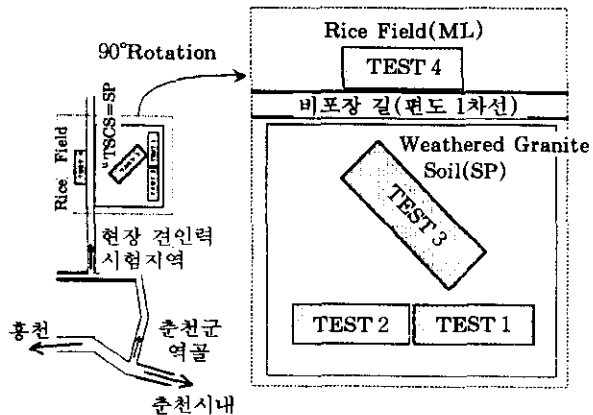 90°Rotation
Rice Field
"TSCS=SP
현장 견인력
시험지역
홍천
춘천군
역골
춘천시내
Rice Field(ML)
TEST 4
비포장 길(편도 1차선)
Weathered Granite
Soil(SP)
TEST 3
TEST 2
TEST 1